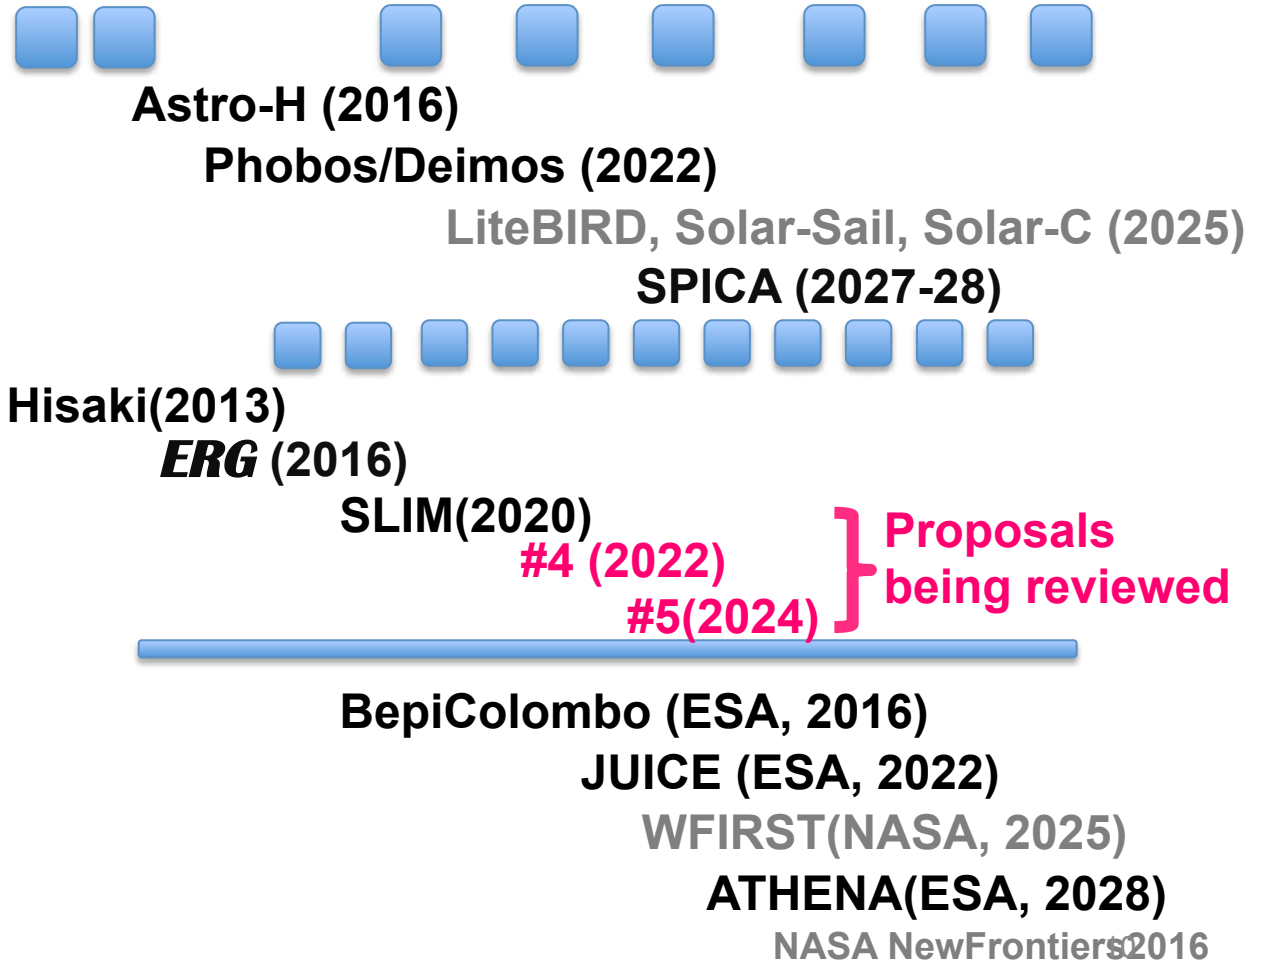 Astro-H (2016)
Phobos/Deimos (2022)
LiteBIRD, Solar-Sail, Solar-C (2025)
SPICA (2027-28)
Hisaki(2013)
ERG (2016)
SLIM(2020)
#4 (2022)
#5(2024)
Proposals
being reviewed
BepiColombo (ESA, 2016)
JUICE (ESA, 2022)
WFIRST(NASA, 2025)
ATHENA(ESA, 2028)
NASA NewFrontiers2016